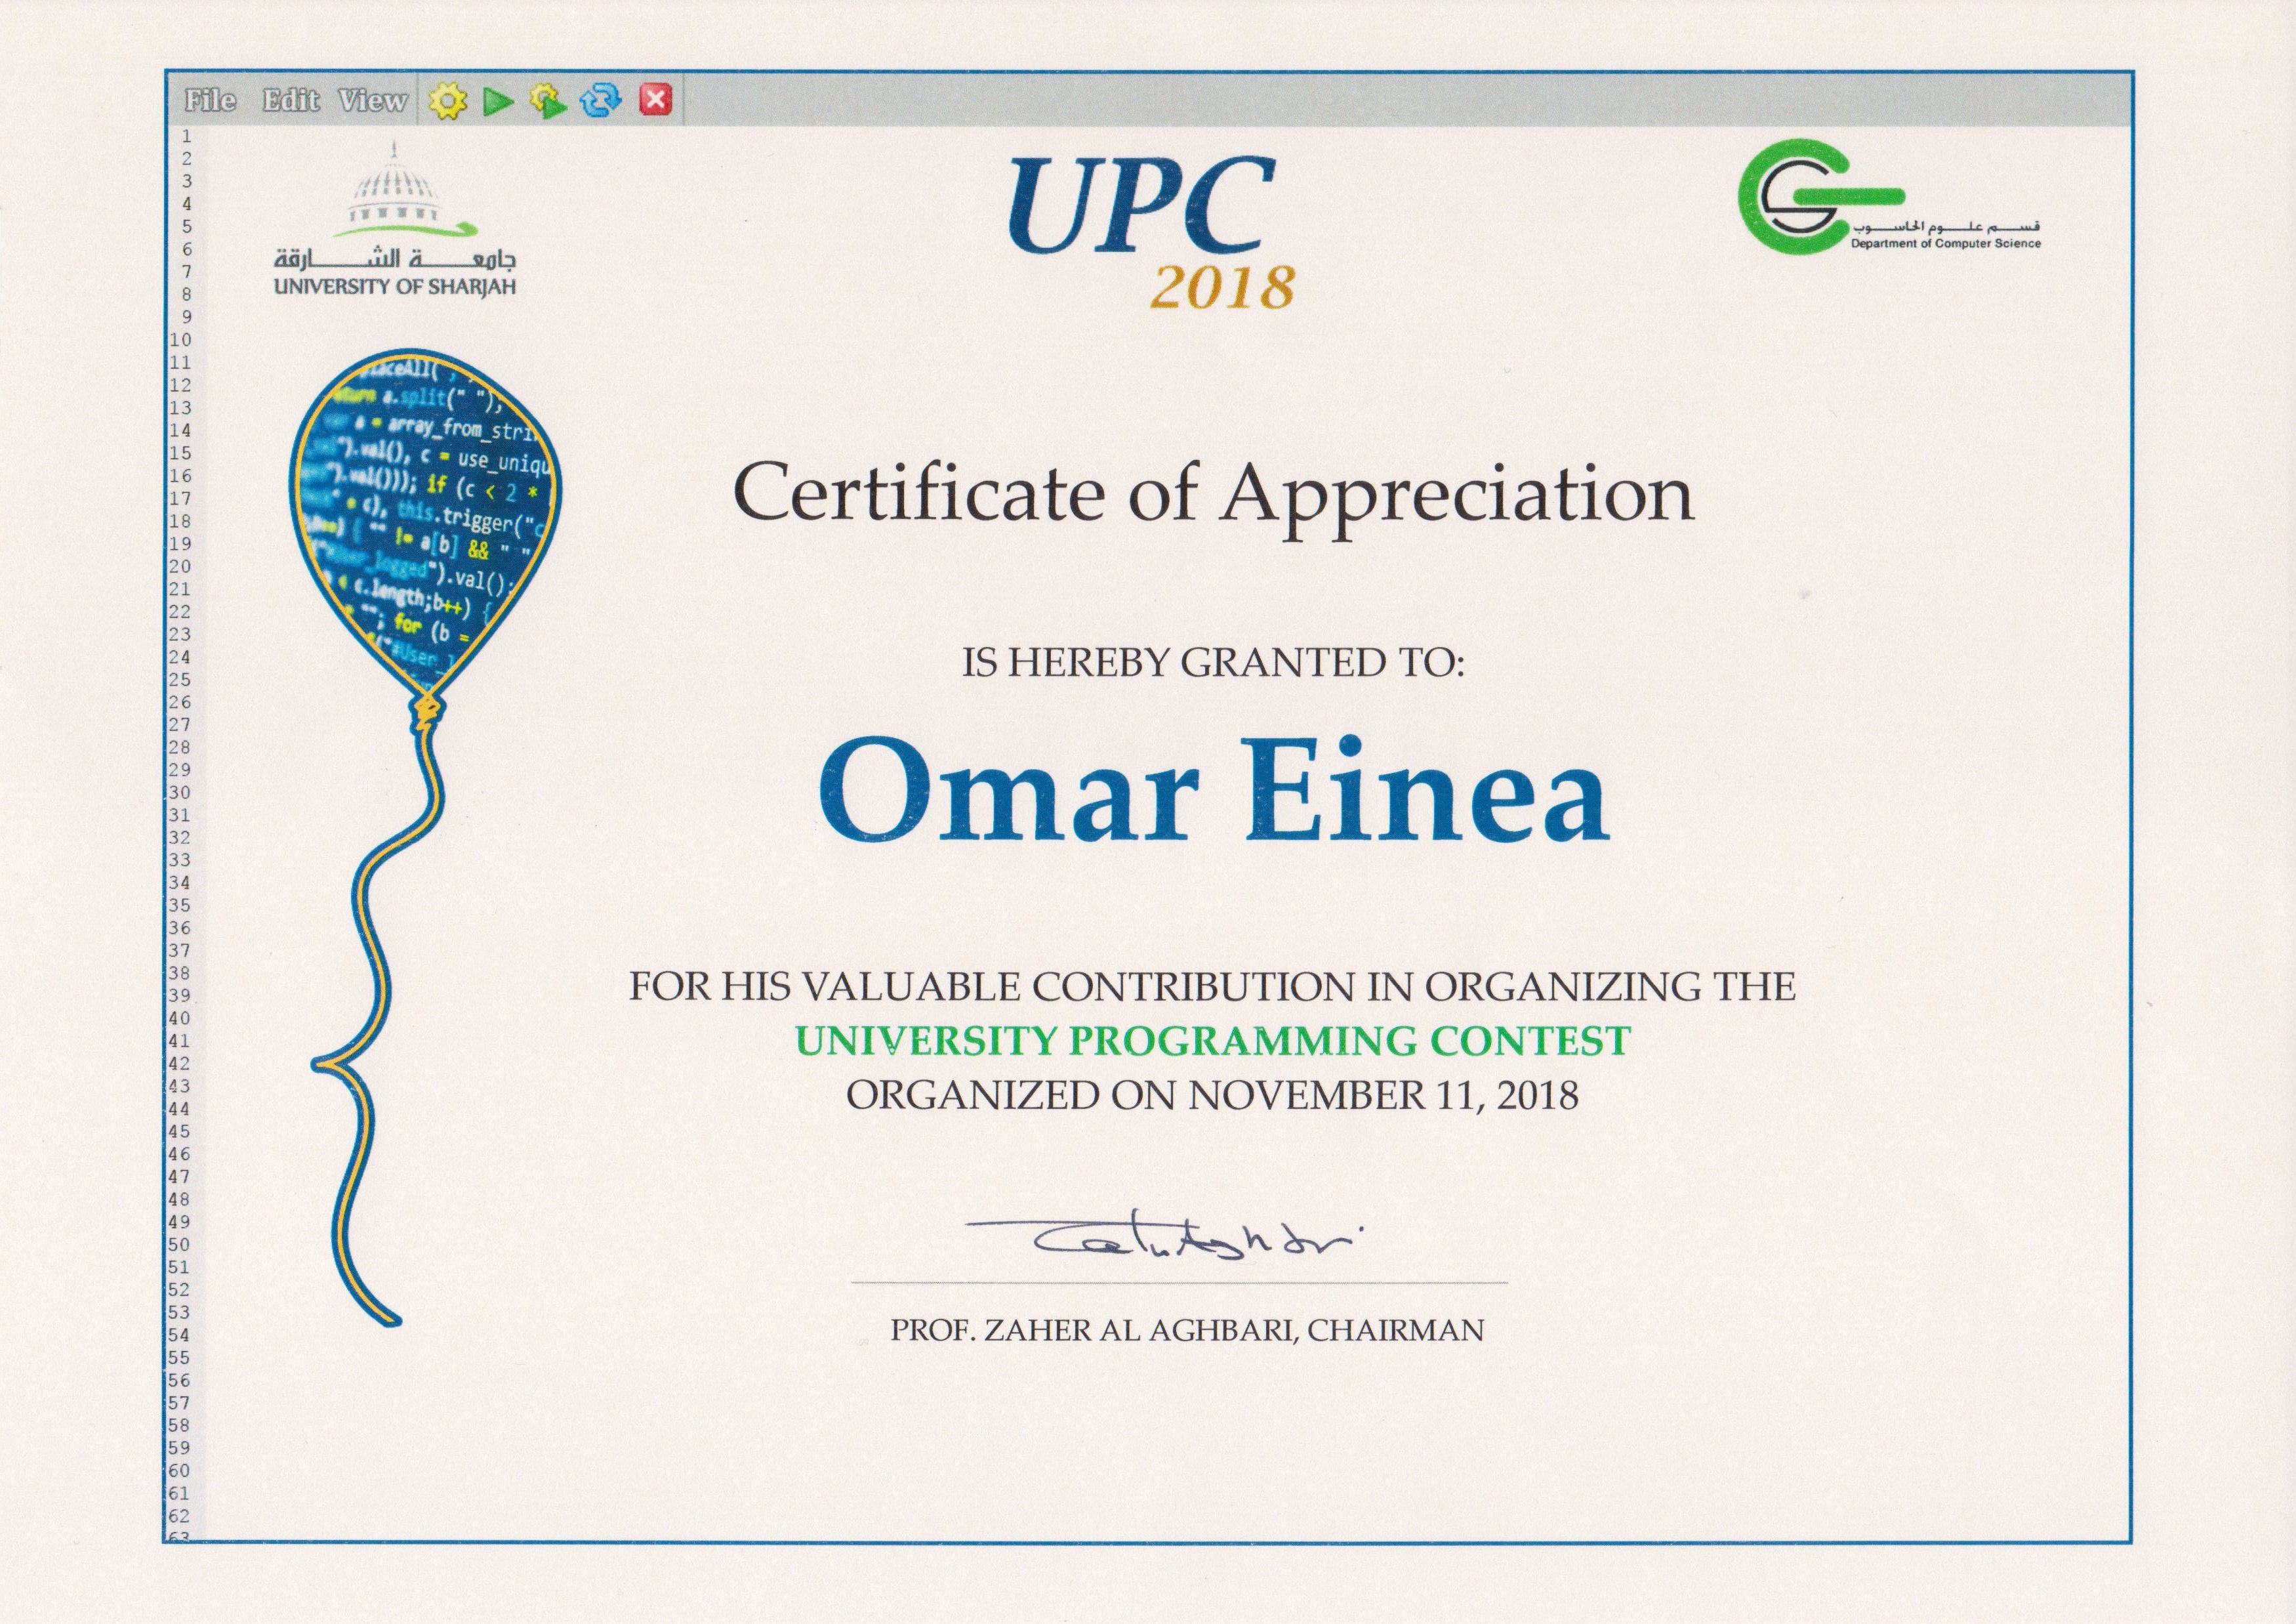 File Edit View
1
2
3
4
5
6
7
8
9
10
11
12
13
14
15
16
17
18
19
20
21
22
23
24
25
26
27
28
29
30
31
32
33
34
35
36
37
38
39
40
41
42
43
44
45
46
47
48
49
50
51
52
53
54
55
56
57
58
59
60
61
62
63
جامعة الشارقة
UNIVERSITY OF SHARJAH
UPC
2018
قسم علوم الحاسوب
Department of Computer Science
placeAll(
return a.split(" ");
a = array_from_stri
").val(), c = use_uniqu
").val())); if (c < 2 *
c), this.trigger("c
!= a[b] && " "
_logged").val();
< c.length;b++) {
""; for (b =
"#User_
Certificate of Appreciation
IS HEREBY GRANTED TO:
Omar Einea
FOR HIS VALUABLE CONTRIBUTION IN ORGANIZING THE
UNIVERSITY PROGRAMMING CONTEST
ORGANIZED ON NOVEMBER 11, 2018
PROF. ZAHER AL AGHBARI, CHAIRMAN